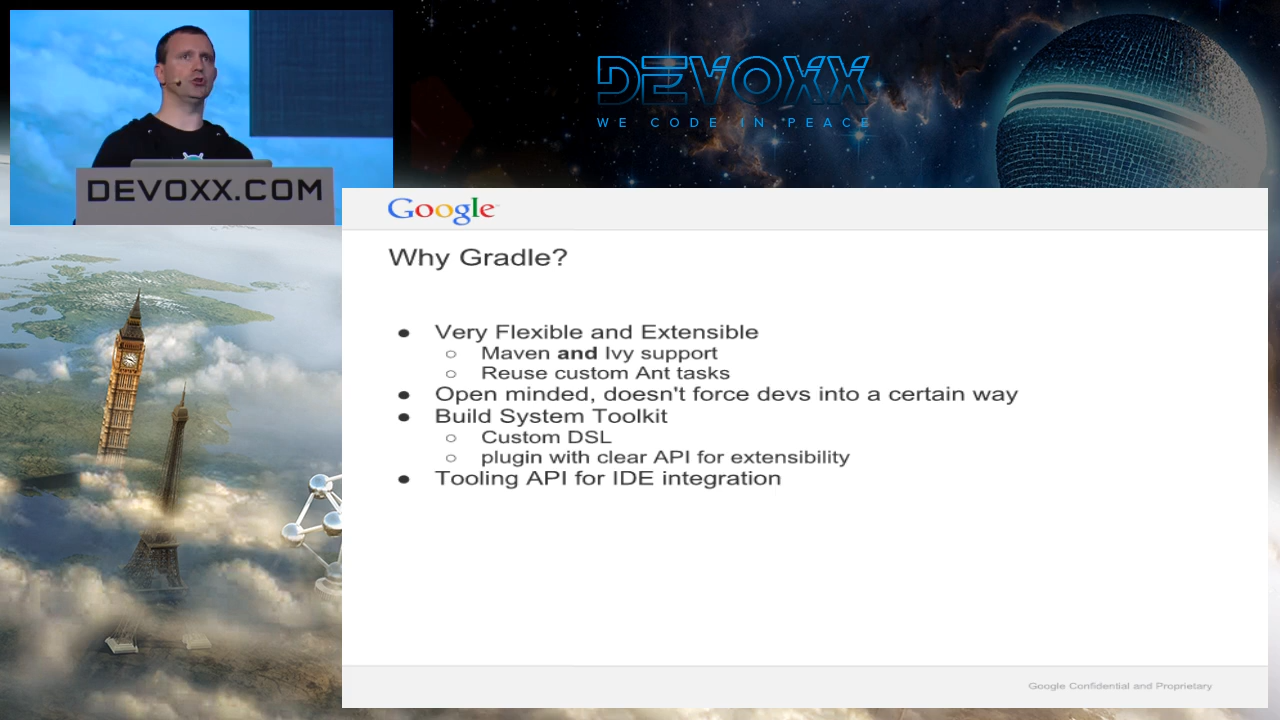 DEVOXX
WE CODE IN PEACE
DEVOXX.COM
Google
Why Gradle?
● Very Flexible and Extensible
○ Maven and Ivy support
○ Reuse custom Ant tasks
● Open minded, doesn't force devs into a certain way
● Build System Toolkit
○ Custom DSL
○ plugin with clear API for extensibility
● Tooling API for IDE integration
Google Confidential and Proprietary